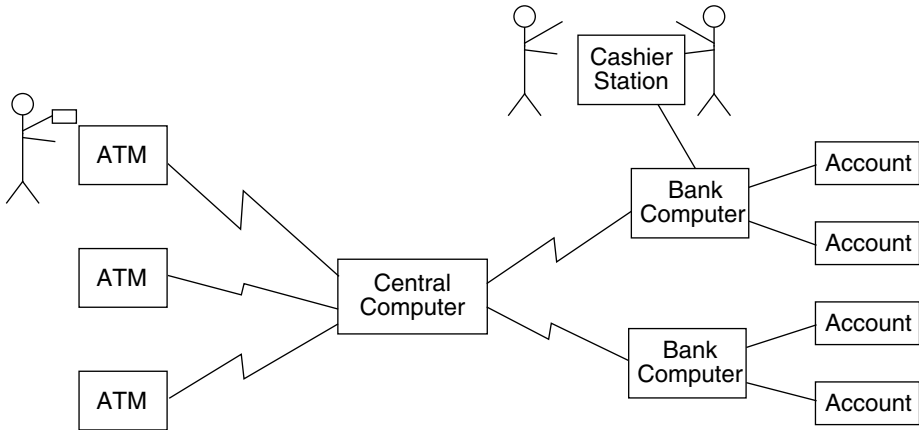 Cashier
Station
ATM
Account
Bank
Computer
Account
ATM
Central
Computer
Account
Bank
Computer
ATM
Account